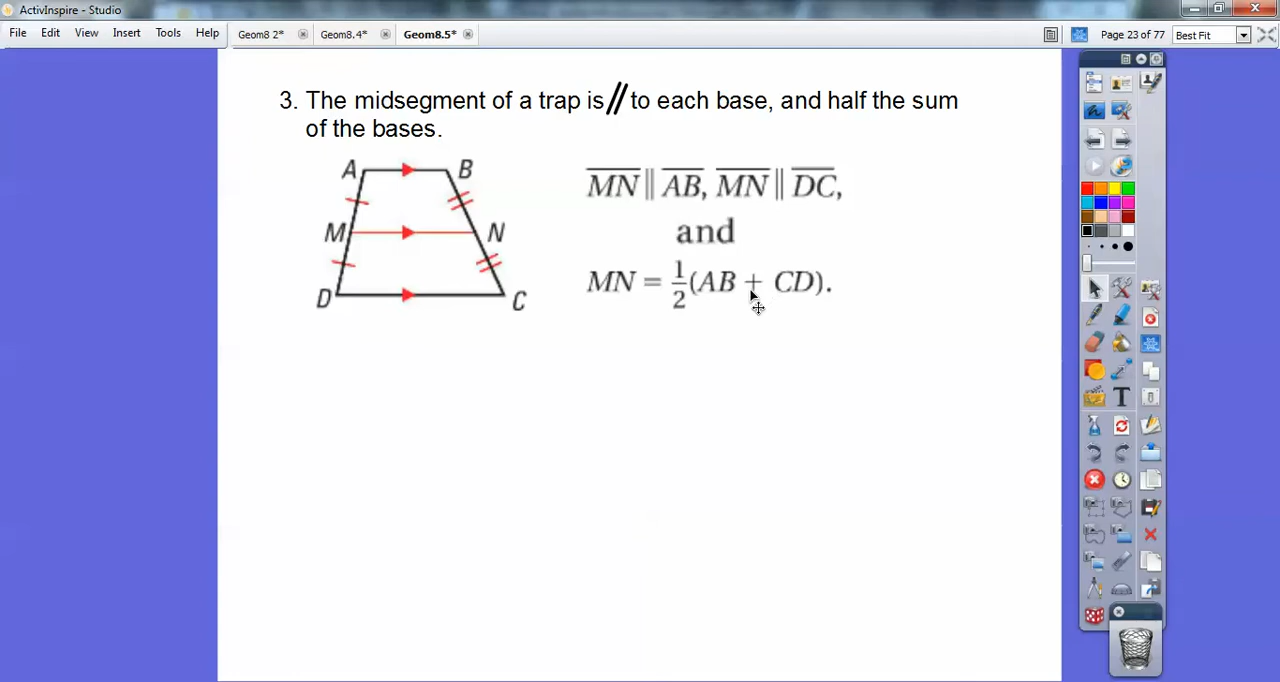 ActivInspire - Studio
File Edit View Insert Tools Help
Geom8 2* Geom8.4* Geom8.5*
Page 23 of 77 Best Fit
3. The midsegment of a trap is // to each base, and half the sum
of the bases.
A B
M N
D C
MN || AB, MN || DC,
and
MN = 1/2(AB + CD).
T